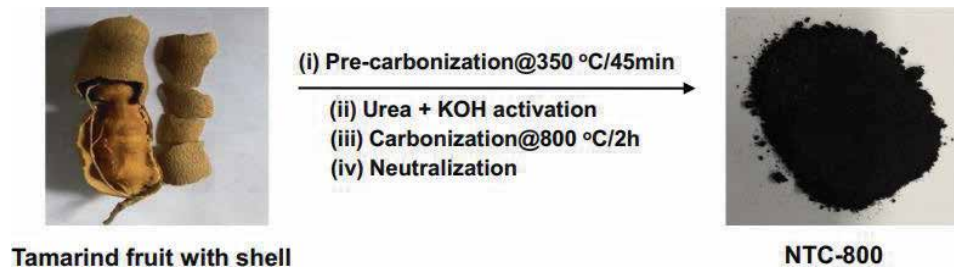 (i) Pre-carbonization@350 °C/45min
(ii) Urea + KOH activation
(iii) Carbonization@800 °C/2h
(iv) Neutralization
Tamarind fruit with shell
NTC-800